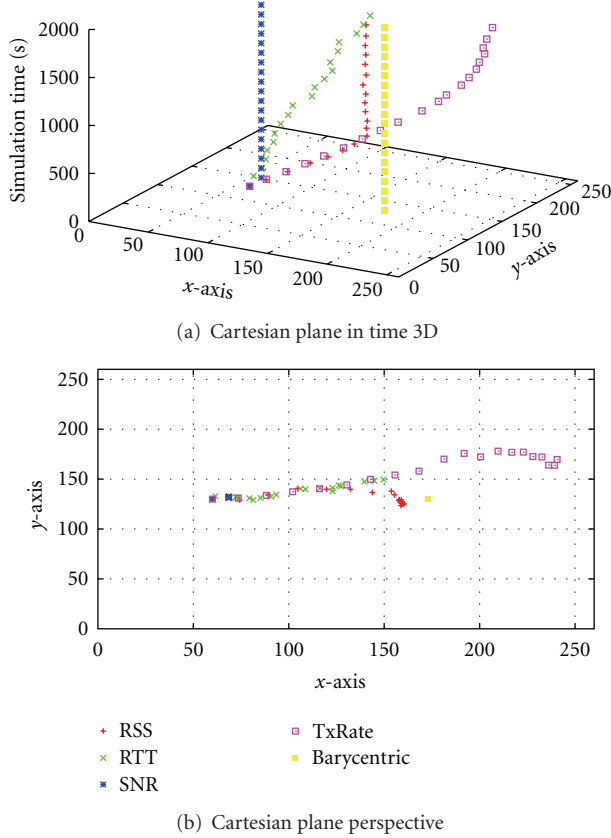 2000
1500
1000
500
0
Simulation time (s)
0
50
100
150
200
250
x-axis
0
50
100
150
200
250
y-axis
(a) Cartesian plane in time 3D
250
200
150
100
50
0
y-axis
0
50
100
150
200
250
x-axis
RSS
RTT
SNR
TxRate
Barycentric
(b) Cartesian plane perspective